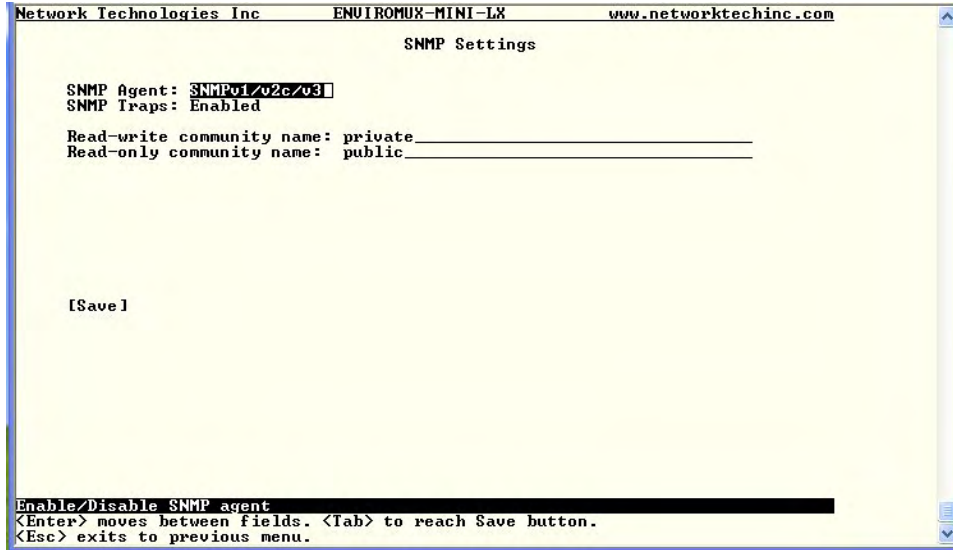 Network Technologies Inc ENVIROMUX-MINI-LX www.networktechinc.com
SNMP Settings
SNMP Agent: SNMPv1/v2c/v3
SNMP Traps: Enabled
Read-write community name: private
Read-only community name: public
[Save]
Enable/Disable SNMP agent
<Enter> moves between fields. <Tab> to reach Save button.
<Esc> exits to previous menu.